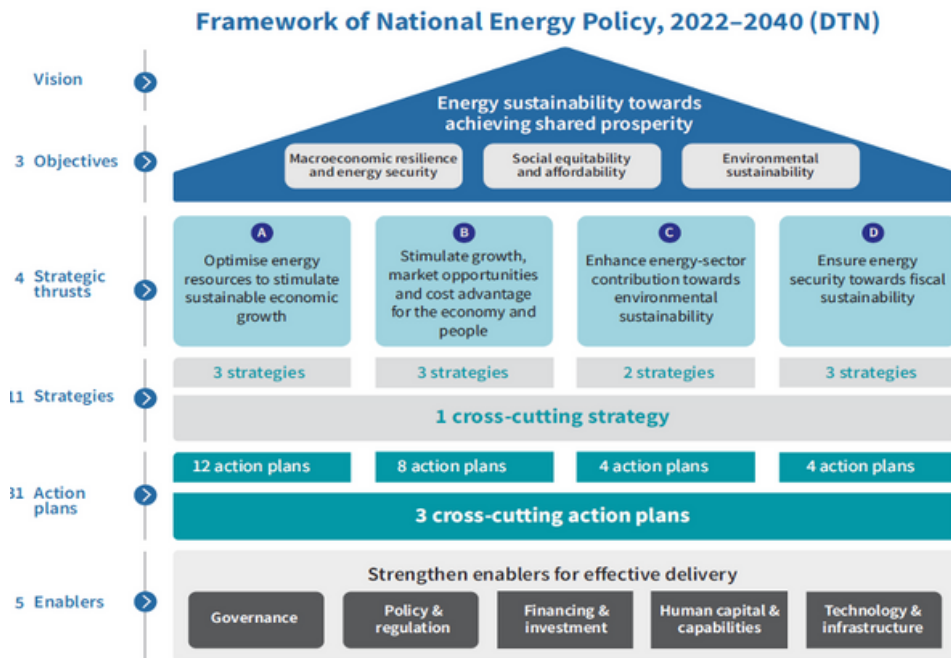 Framework of National Energy Policy, 2022–2040 (DTN)
Vision
Energy sustainability towards
achieving shared prosperity
3 Objectives
Macroeconomic resilience
and energy security
Social equitability
and affordability
Environmental
sustainability
4 Strategic
thrusts
A
Optimise energy
resources to stimulate
sustainable economic
growth
B
Stimulate growth,
market opportunities
and cost advantage
for the economy and
people
C
Enhance energy-sector
contribution towards
environmental
sustainability
D
Ensure energy
security towards fiscal
sustainability
11 Strategies
3 strategies
3 strategies
2 strategies
3 strategies
1 cross-cutting strategy
31 Action
plans
12 action plans
8 action plans
4 action plans
4 action plans
3 cross-cutting action plans
5 Enablers
Strengthen enablers for effective delivery
Governance
Policy &
regulation
Financing &
investment
Human capital &
capabilities
Technology &
infrastructure